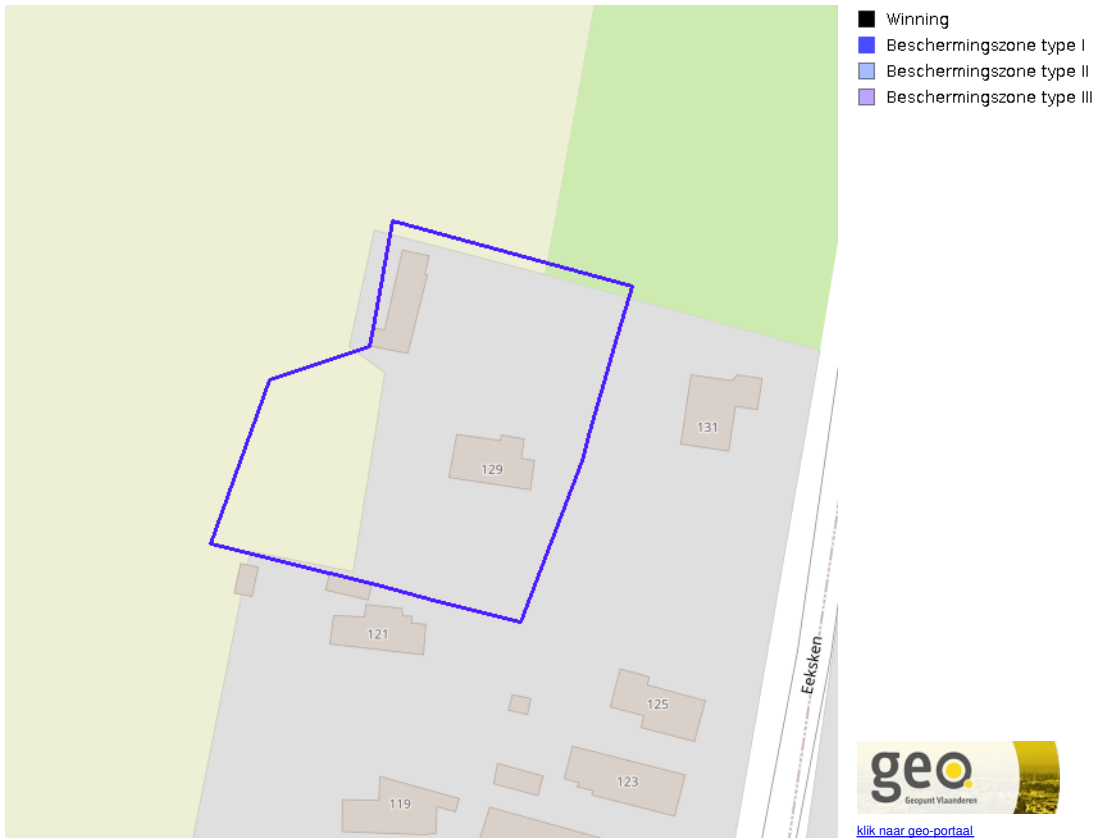 Winning
Beschermingszone type I
Beschermingszone type II
Beschermingszone type III
131
129
121
Eeksken
125
123
119
geo
Geopunt Vlaanderen
klik naar geo-portaal